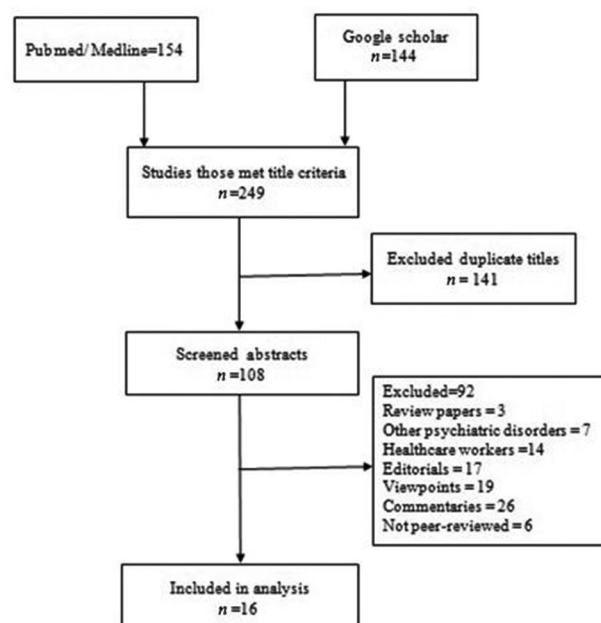 Pubmed/ Medline=154
Google scholar
n=144
Studies those met title criteria
n=249
Excluded duplicate titles
n = 141
Screened abstracts
n =108
Excluded=92
Review papers = 3
Other psychiatric disorders = 7
Healthcare workers =14
Editorials = 17
Viewpoints = 19
Commentaries = 26
Not peer-reviewed = 6
Included in analysis
n =16